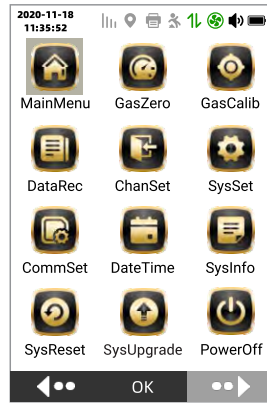 2020-11-18
11:35:52
MainMenu GasZero GasCalib
DataRec ChanSet SysSet
CommSet DateTime SysInfo
SysReset SysUpgrade PowerOff
OK